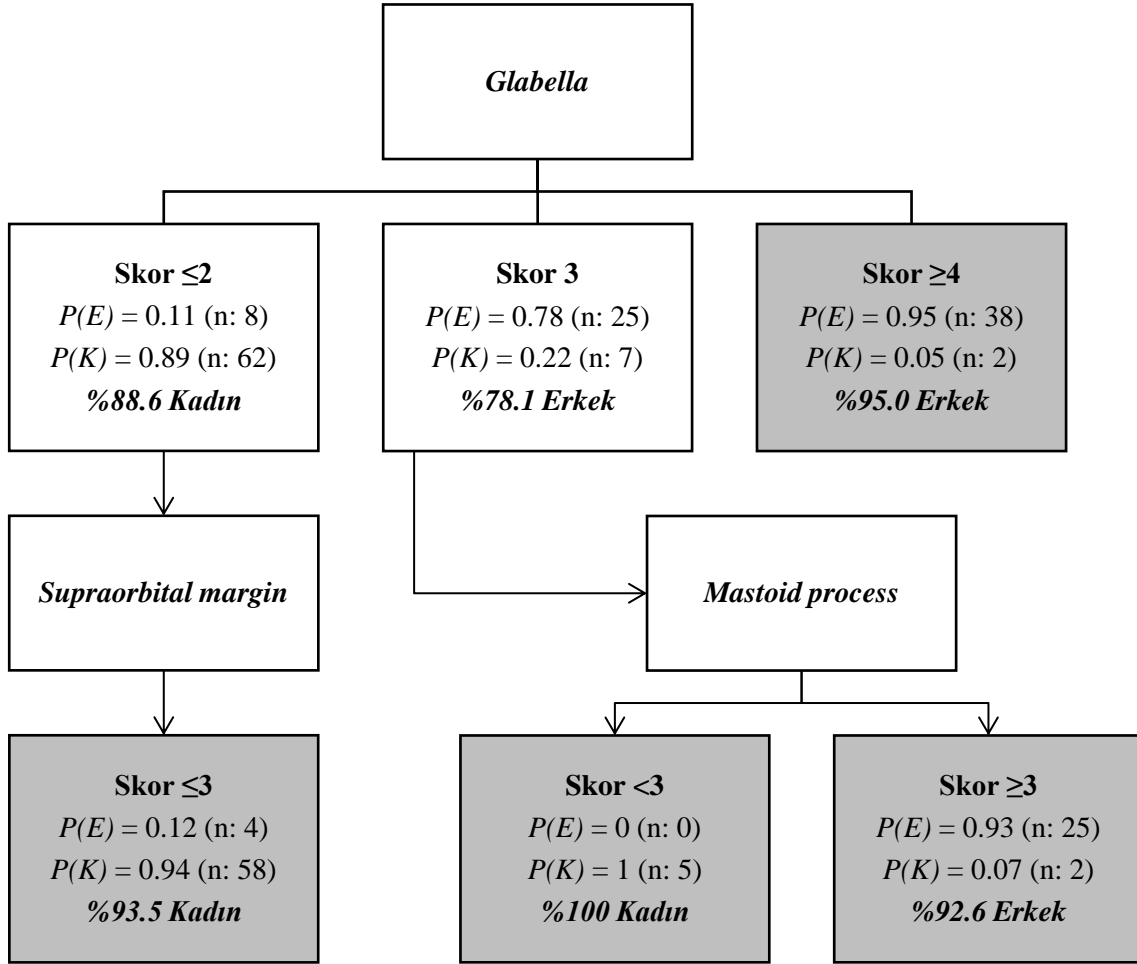 Glabella
Skor ≤2
P(E) = 0.11 (n: 8)
P(K) = 0.89 (n: 62)
%88.6 Kadın
Skor 3
P(E) = 0.78 (n: 25)
P(K) = 0.22 (n: 7)
%78.1 Erkek
Skor ≥4
P(E) = 0.95 (n: 38)
P(K) = 0.05 (n: 2)
%95.0 Erkek
Supraorbital margin
Mastoid process
Skor ≤3
P(E) = 0.12 (n: 4)
P(K) = 0.94 (n: 58)
%93.5 Kadın
Skor <3
P(E) = 0 (n: 0)
P(K) = 1 (n: 5)
%100 Kadın
Skor ≥3
P(E) = 0.93 (n: 25)
P(K) = 0.07 (n: 2)
%92.6 Erkek